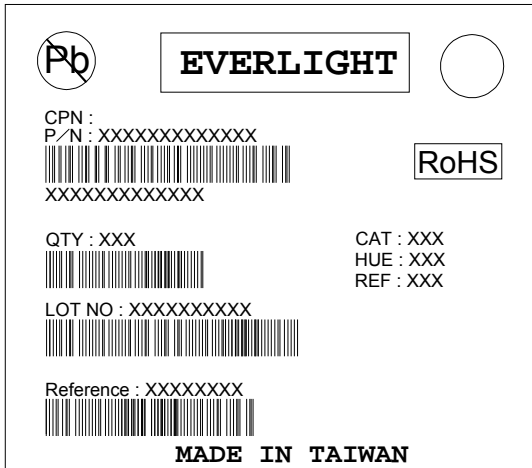 Pb
EVERLIGHT
CPN :
P/N : XXXXXXXXXXXXX
RoHS
XXXXXXXXXXXXX
QTY : XXX
CAT : XXX
HUE : XXX
REF : XXX
LOT NO : XXXXXXXXXX
Reference : XXXXXXXX
MADE IN TAIWAN